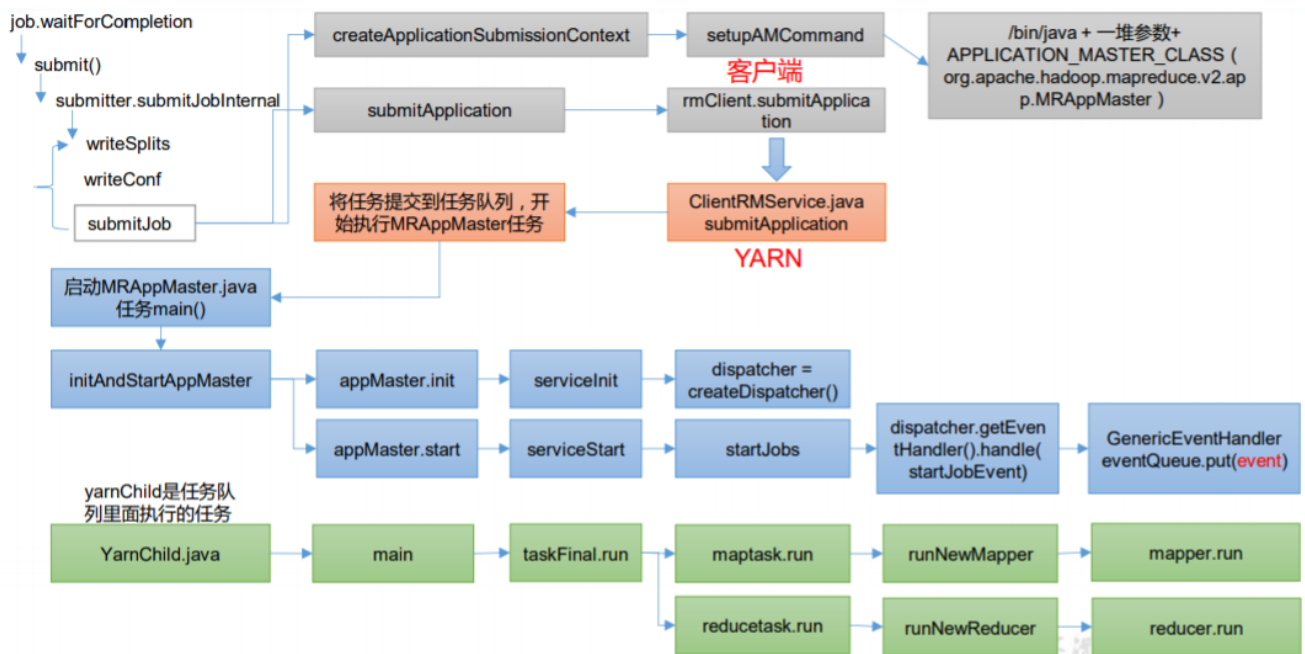 job.waitForCompletion
submit()
submitter.submitJobInternal
writeSplits
writeConf
submitJob
createApplicationSubmissionContext
setupAMCommand
/bin/java + 一堆参数+
APPLICATION_MASTER_CLASS (
org.apache.hadoop.mapreduce.v2.ap
p.MRAppMaster )
客户端
submitApplication
rmClient.submitApplica
tion
将任务提交到任务队列，开
始执行MRAppMaster任务
ClientRMService.java
submitApplication
YARN
启动MRAppMaster.java
任务main()
initAndStartAppMaster
appMaster.init
serviceInit
dispatcher =
createDispatcher()
appMaster.start
serviceStart
startJobs
dispatcher.getEven
tHandler().handle(
startJobEvent)
GenericEventHandler
eventQueue.put(event)
yarnChild是任务队
列里面执行的任务
YarnChild.java
main
taskFinal.run
maptask.run
runNewMapper
mapper.run
reducetask.run
runNewReducer
reducer.run